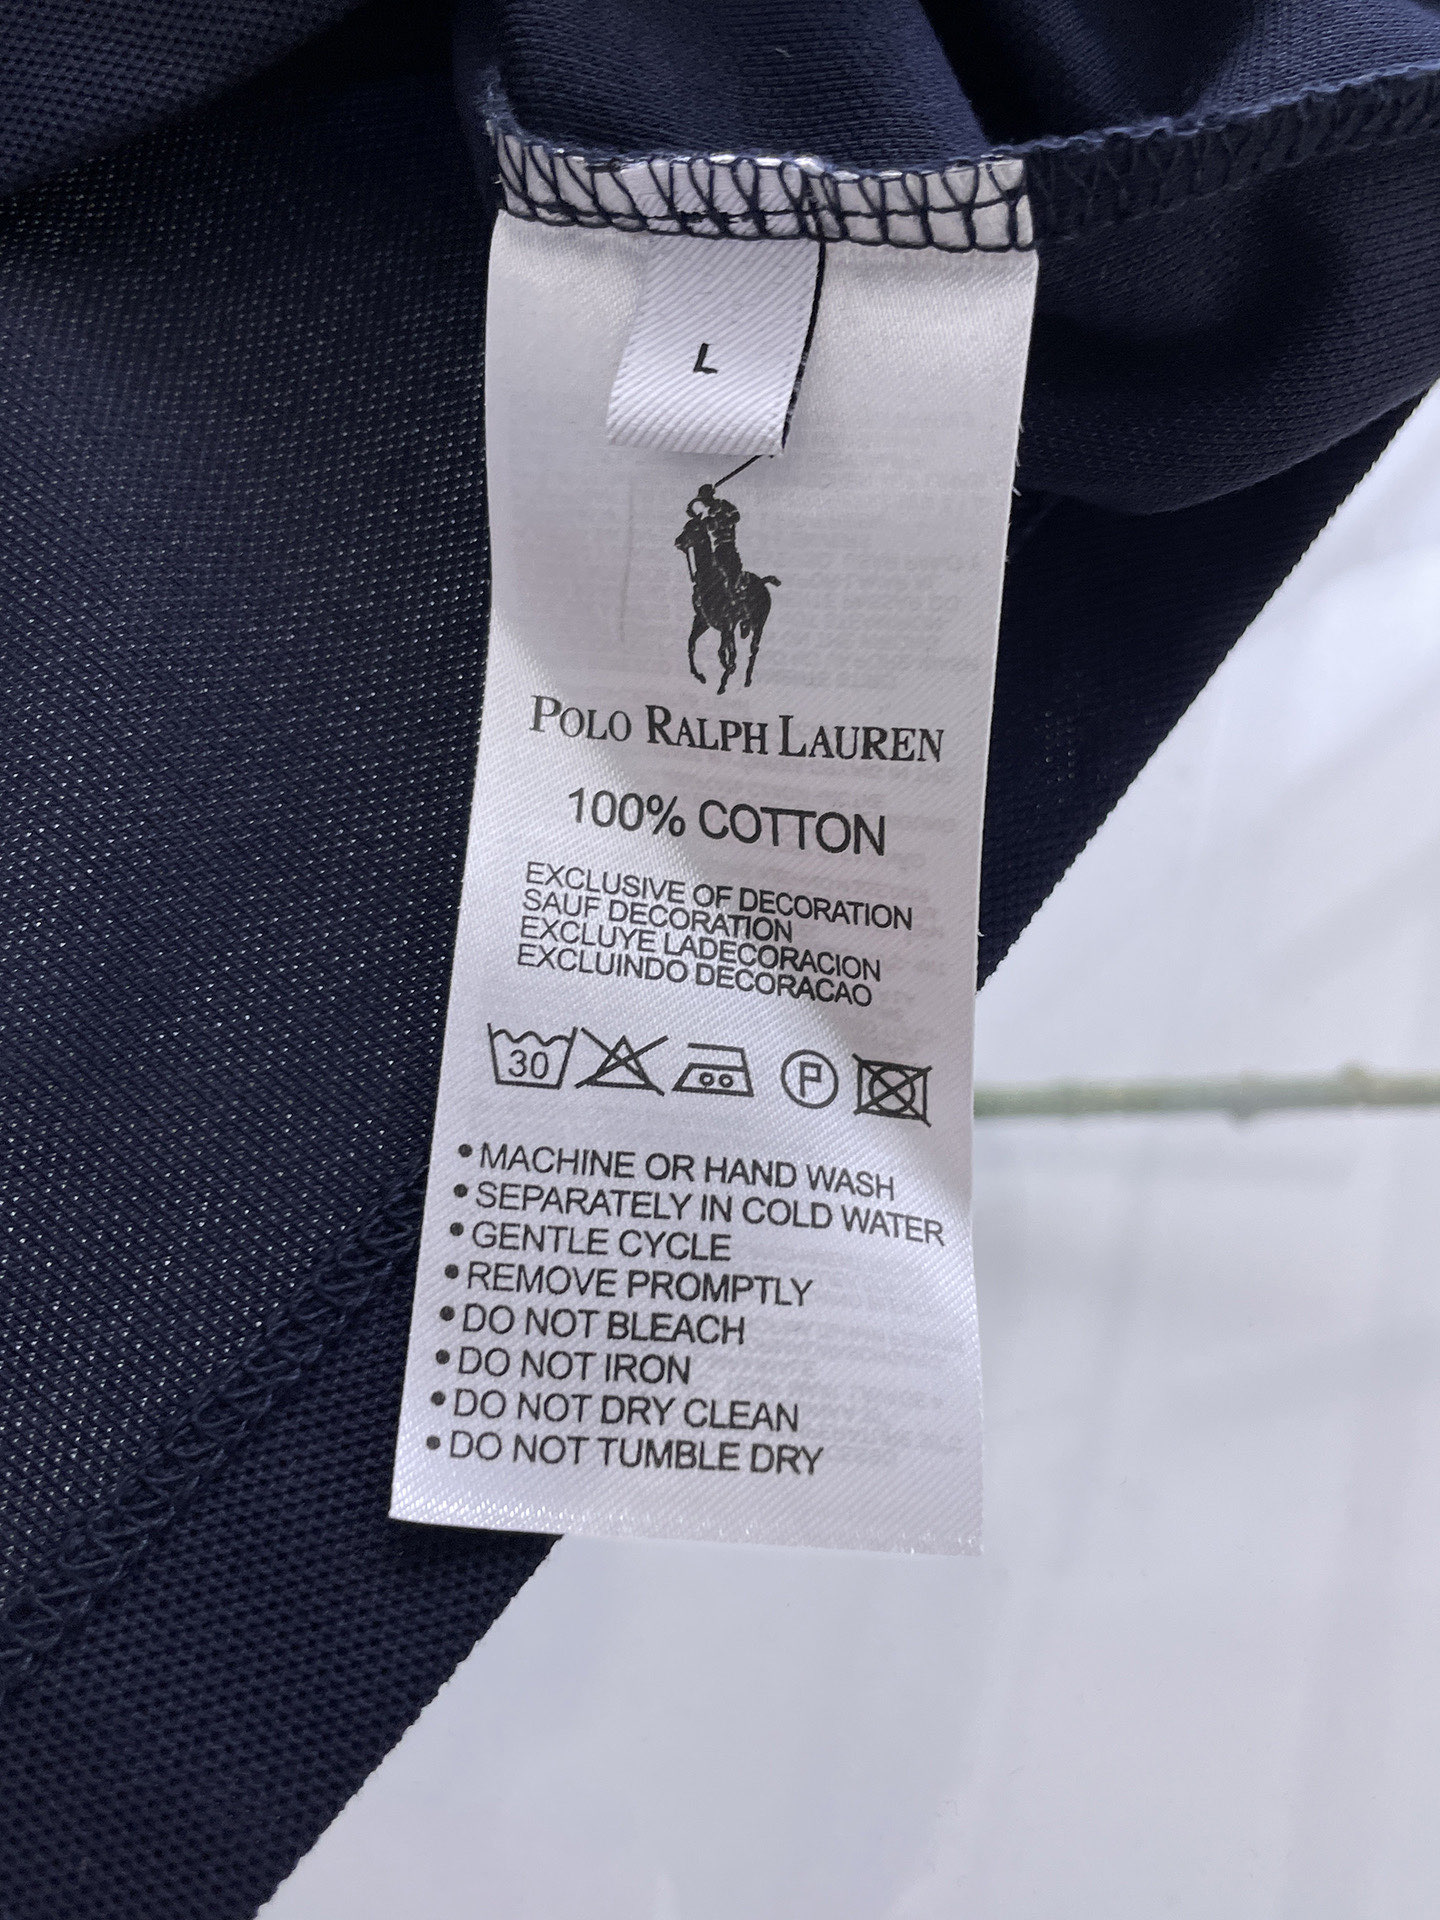 L
POLO RALPH LAUREN
100% COTTON
EXCLUSIVE OF DECORATION
SAUF DECORATION
EXCLUYE LADECORACION
EXCLUINDO DECORACAO
30 P
• MACHINE OR HAND WASH
• SEPARATELY IN COLD WATER
• GENTLE CYCLE
• REMOVE PROMPTLY
• DO NOT BLEACH
• DO NOT IRON
• DO NOT DRY CLEAN
• DO NOT TUMBLE DRY